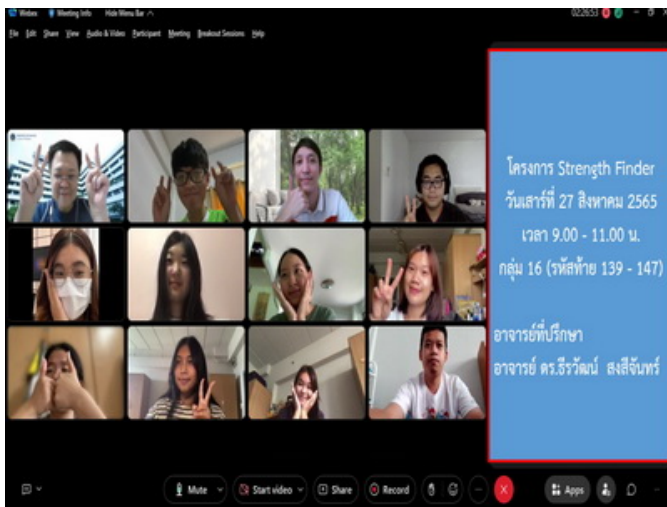 Webex Meeting Info Hide Menu Bar 02:26:53
File Edit Share View Audio & Video Participant Meeting Breakout Sessions Help
โครงการ Strength Finder
วันเสาร์ที่ 27 สิงหาคม 2565
เวลา 9.00 - 11.00 น.
กลุ่ม 16 (รหัสท้าย 139 - 147)
อาจารย์ที่ปรึกษา
อาจารย์ ดร.ธีรวัฒน์ สงสีจันทร์
Mute Start video Share Record Apps